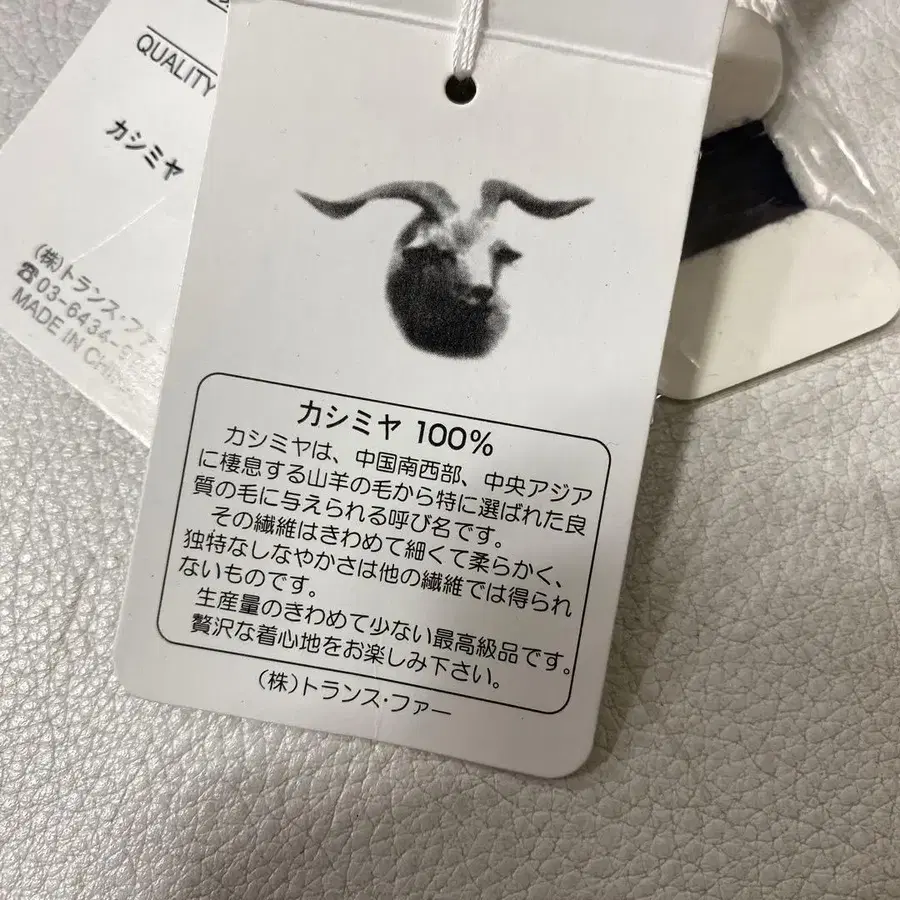 QUALITY
カシミヤ
(株)トランス・ファ
☎03-6434-9
MADE IN CHI
カシミヤ 100%
カシミヤは、中国南西部、中央アジア
に棲息する山羊の毛から特に選ばれた良
質の毛に与えられる呼び名です。
その繊維はきわめて細くて柔らかく、
独特なしなやかさは他の繊維では得られ
ないものです。
生産量のきわめて少ない最高級品です。
贅沢な着心地をお楽しみ下さい。
(株)トランス・ファー